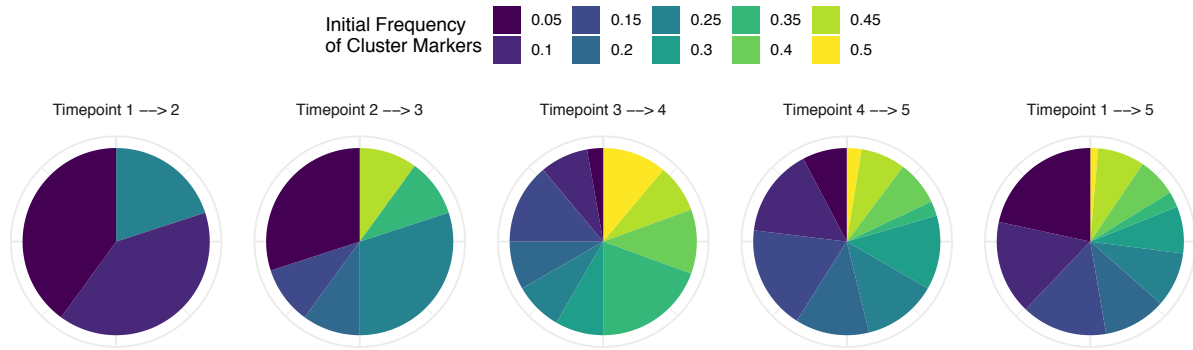 Initial Frequency
of Cluster Markers
0.05 0.15 0.25 0.35 0.45
0.1 0.2 0.3 0.4 0.5
Timepoint 1 −−> 2
Timepoint 2 −−> 3
Timepoint 3 −−> 4
Timepoint 4 −−> 5
Timepoint 1 −−> 5